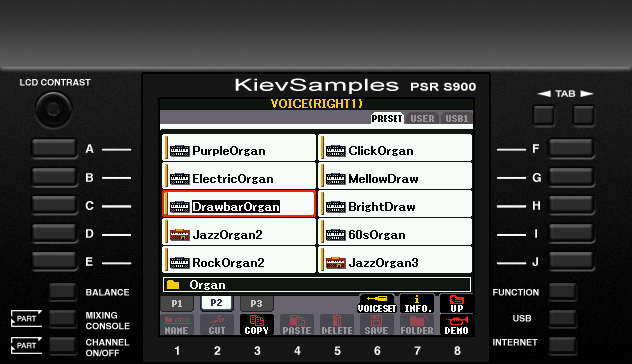 LCD CONTRAST
KievSamples PSR S900
TAB
VOICE(RIGHT1)
PRESET USER USB1
A PurpleOrgan ClickOrgan F
B ElectricOrgan MellowDraw G
C DrawbarOrgan BrightDraw H
D JazzOrgan2 60sOrgan I
E RockOrgan2 JazzOrgan3 J
Organ
BALANCE
FUNCTION
P1 P2 P3 VOICESET INFO. UP
PART MIXING CONSOLE
USB
NAME CUT COPY PASTE DELETE SAVE FOLDER DEMO
PART CHANNEL ON/OFF
INTERNET
1 2 3 4 5 6 7 8